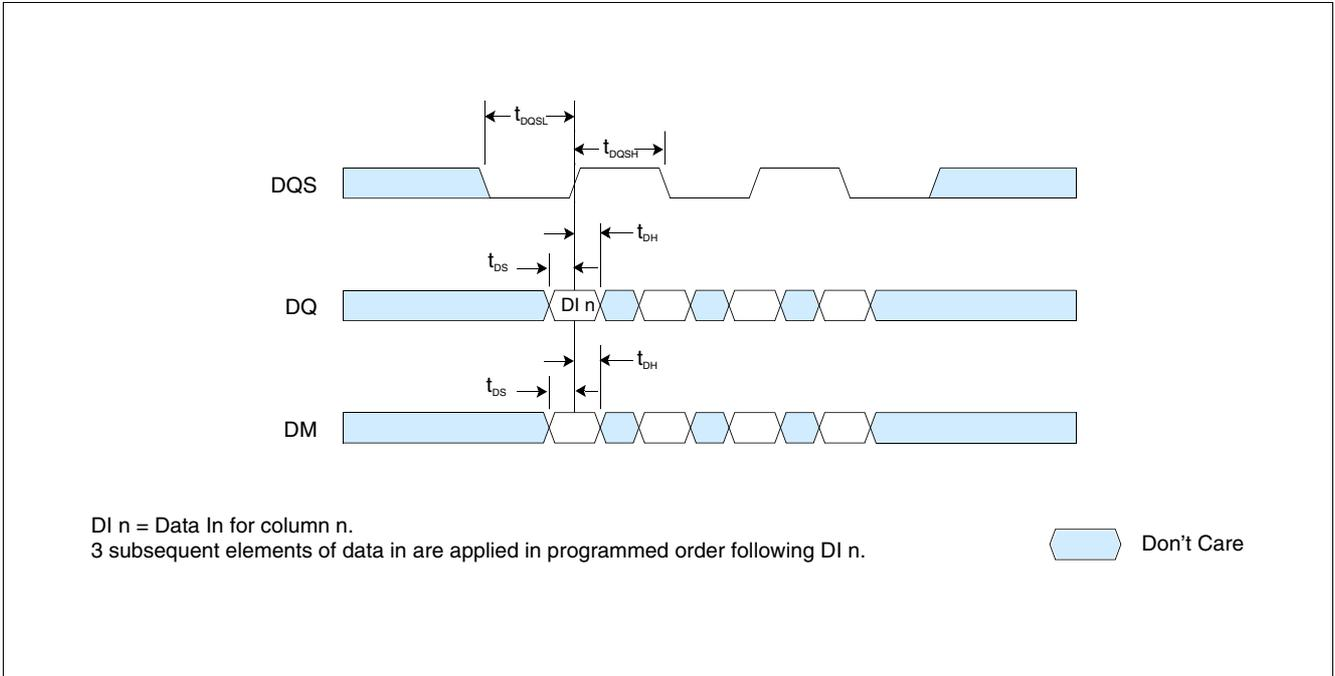 tDQSL
tDQSH
DQS
tDH
tDS
DQ
DI n
tDH
tDS
DM
DI n = Data In for column n.
3 subsequent elements of data in are applied in programmed order following DI n.
Don't Care